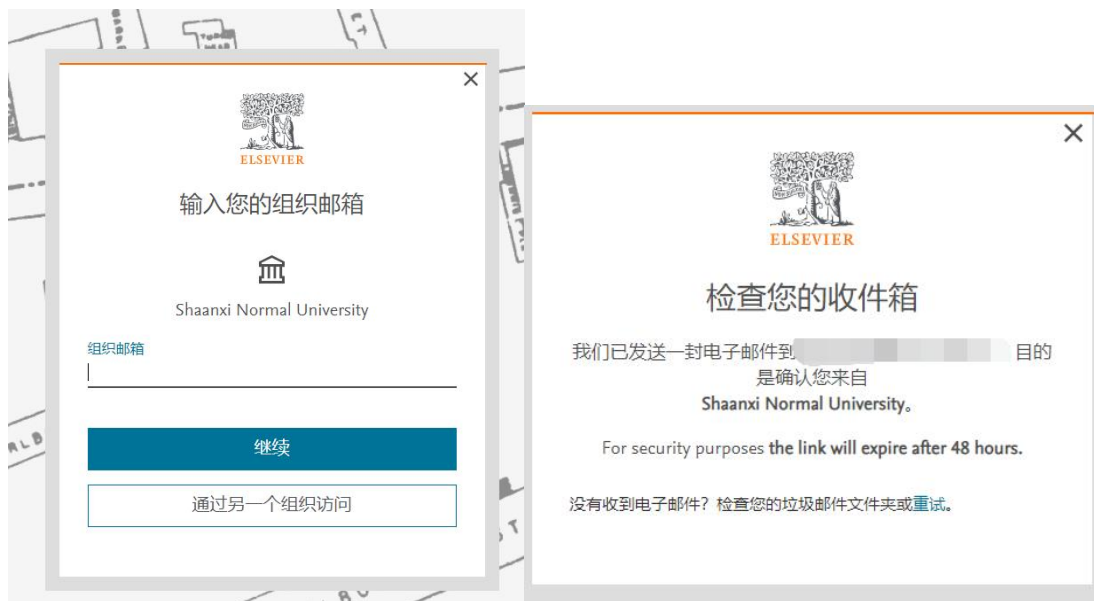 ELSEVIER
输入您的组织邮箱
Shaanxi Normal University
组织邮箱
继续
通过另一个组织访问
ELSEVIER
检查您的收件箱
我们已发送一封电子邮件到 目的
是确认您来自
Shaanxi Normal University。
For security purposes the link will expire after 48 hours.
没有收到电子邮件？检查您的垃圾邮件文件夹或重试。